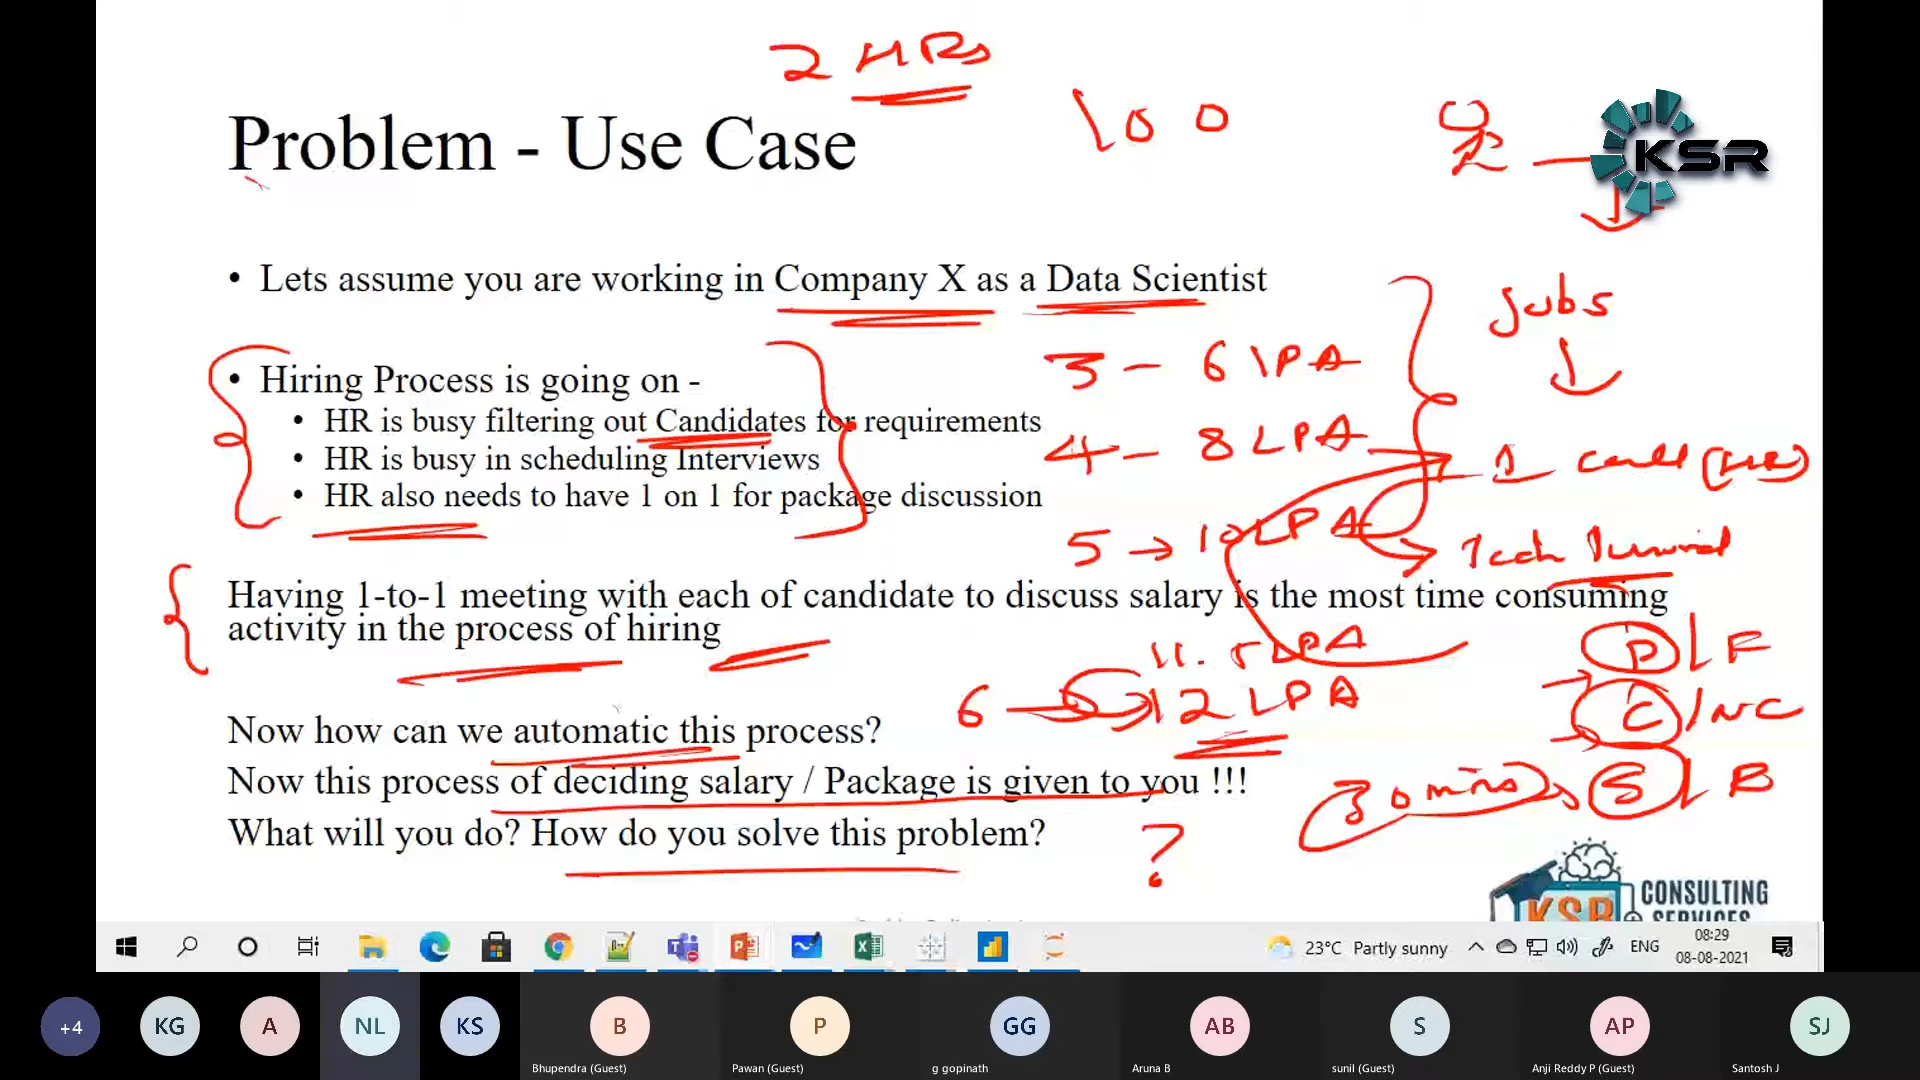 2 HRs
100
Problem - Use Case
KSR
• Lets assume you are working in Company X as a Data Scientist
jobs
• Hiring Process is going on -
3 - 6 LPA
• HR is busy filtering out Candidates for requirements
4 - 8 LPA
1 call (HR)
• HR is busy in scheduling Interviews
• HR also needs to have 1 on 1 for package discussion
5 → 10 LPA
Tech
Having 1-to-1 meeting with each of candidate to discuss salary is the most time consuming
activity in the process of hiring
11.5 LPA
P / F
6
12 LPA
C / NC
Now how can we automatic this process?
Now this process of deciding salary / Package is given to you !!!
30 mins
S / B
What will you do? How do you solve this problem?
?
KSR CONSULTING
SERVICES
23°C Partly sunny
ENG
08:29
08-08-2021
+4
KG
A
NL
KS
B
P
GG
AB
S
AP
SJ
Bhupendra (Guest)
Pawan (Guest)
g gopinath
Aruna B
sunil (Guest)
Anji Reddy P (Guest)
Santosh J